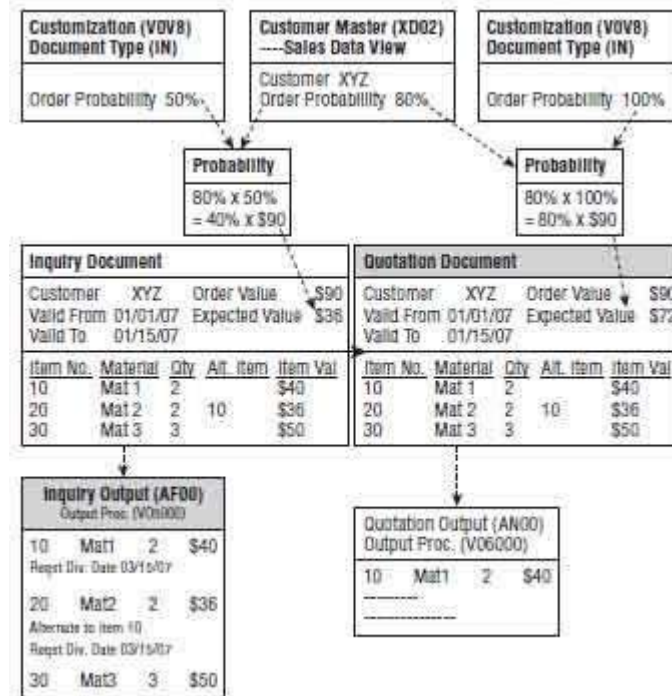 Customization (V0V8)
Document Type (IN)
Order Probability 50%
Customer Master (XD02)
----Sales Data View
Customer XYZ
Order Probability 80%
Customization (V0V8)
Document Type (IN)
Order Probability 100%
Probability
80% x 50%
= 40% x $90
Probability
80% x 100%
= 80% x $90
Inquiry Document
Customer XYZ Order Value $90
Valid From 01/01/07 Expected Value $36
Valid To 01/15/07
Item No. Material Qty Alt. Item Item Val
10 Mat 1 2 $40
20 Mat 2 2 10 $36
30 Mat 3 3 $50
Quotation Document
Customer XYZ Order Value $90
Valid From 01/01/07 Expected Value $72
Valid To 01/15/07
Item No. Material Qty Alt. Item Item Val
10 Mat 1 2 $40
20 Mat 2 2 10 $36
30 Mat 3 3 $50
Inquiry Output (AF00)
Output Proc.
10 Mat1 2 $40
Reqst Div. Date 03/15/07
20 Mat2 2 $36
Alternate to item 10
Reqst Div. Date 03/15/07
30 Mat3 3 $50
Quotation Output (AN00)
Output Proc. (V06000)
10 Mat1 2 $40